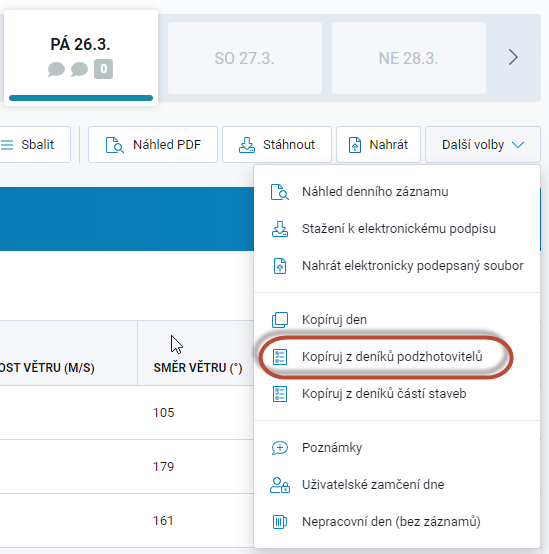 PÁ 26.3.
0
SO 27.3.
NE 28.3.
Sbalit
Náhled PDF
Stáhnout
Nahrát
Další volby
Náhled denního záznamu
Stažení k elektronickému podpisu
Nahrát elektronicky podepsaný soubor
Kopíruj den
Kopíruj z deníků podzhotovitelů
Kopíruj z deníků částí staveb
Poznámky
Uživatelské zamčení dne
Nepracovní den (bez záznamů)
OST VĚTRU (M/S)
SMĚR VĚTRU (°)
105
179
161